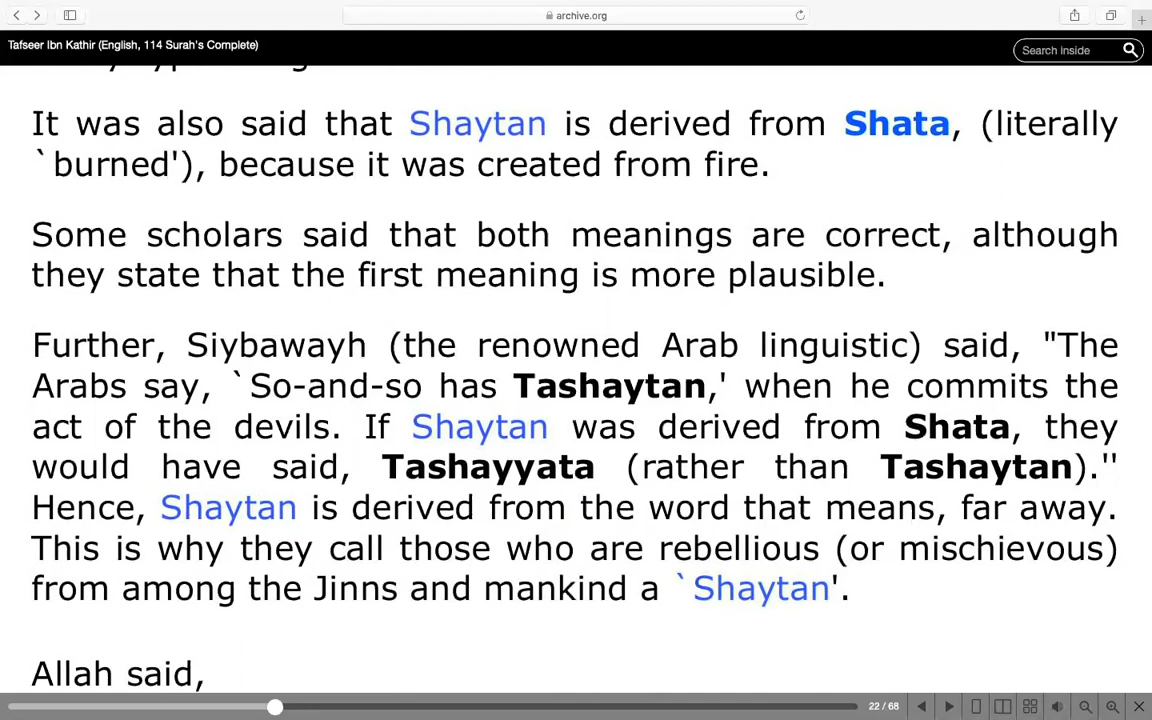 archive.org
Tafseer Ibn Kathir (English, 114 Surah's Complete)
Search inside
It was also said that Shaytan is derived from Shata, (literally
`burned'), because it was created from fire.
Some scholars said that both meanings are correct, although
they state that the first meaning is more plausible.
Further, Siybawayh (the renowned Arab linguistic) said, "The
Arabs say, `So-and-so has Tashaytan,' when he commits the
act of the devils. If Shaytan was derived from Shata, they
would have said, Tashayyata (rather than Tashaytan).''
Hence, Shaytan is derived from the word that means, far away.
This is why they call those who are rebellious (or mischievous)
from among the Jinns and mankind a `Shaytan'.
Allah said,
22 / 68